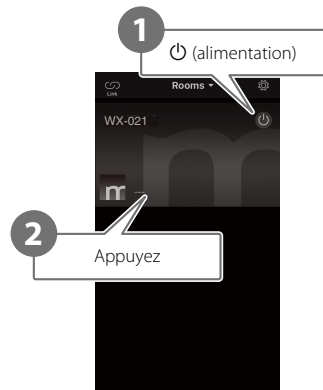 1
⏻ (alimentation)
Link
Rooms
WX-021
m
2
Appuyez